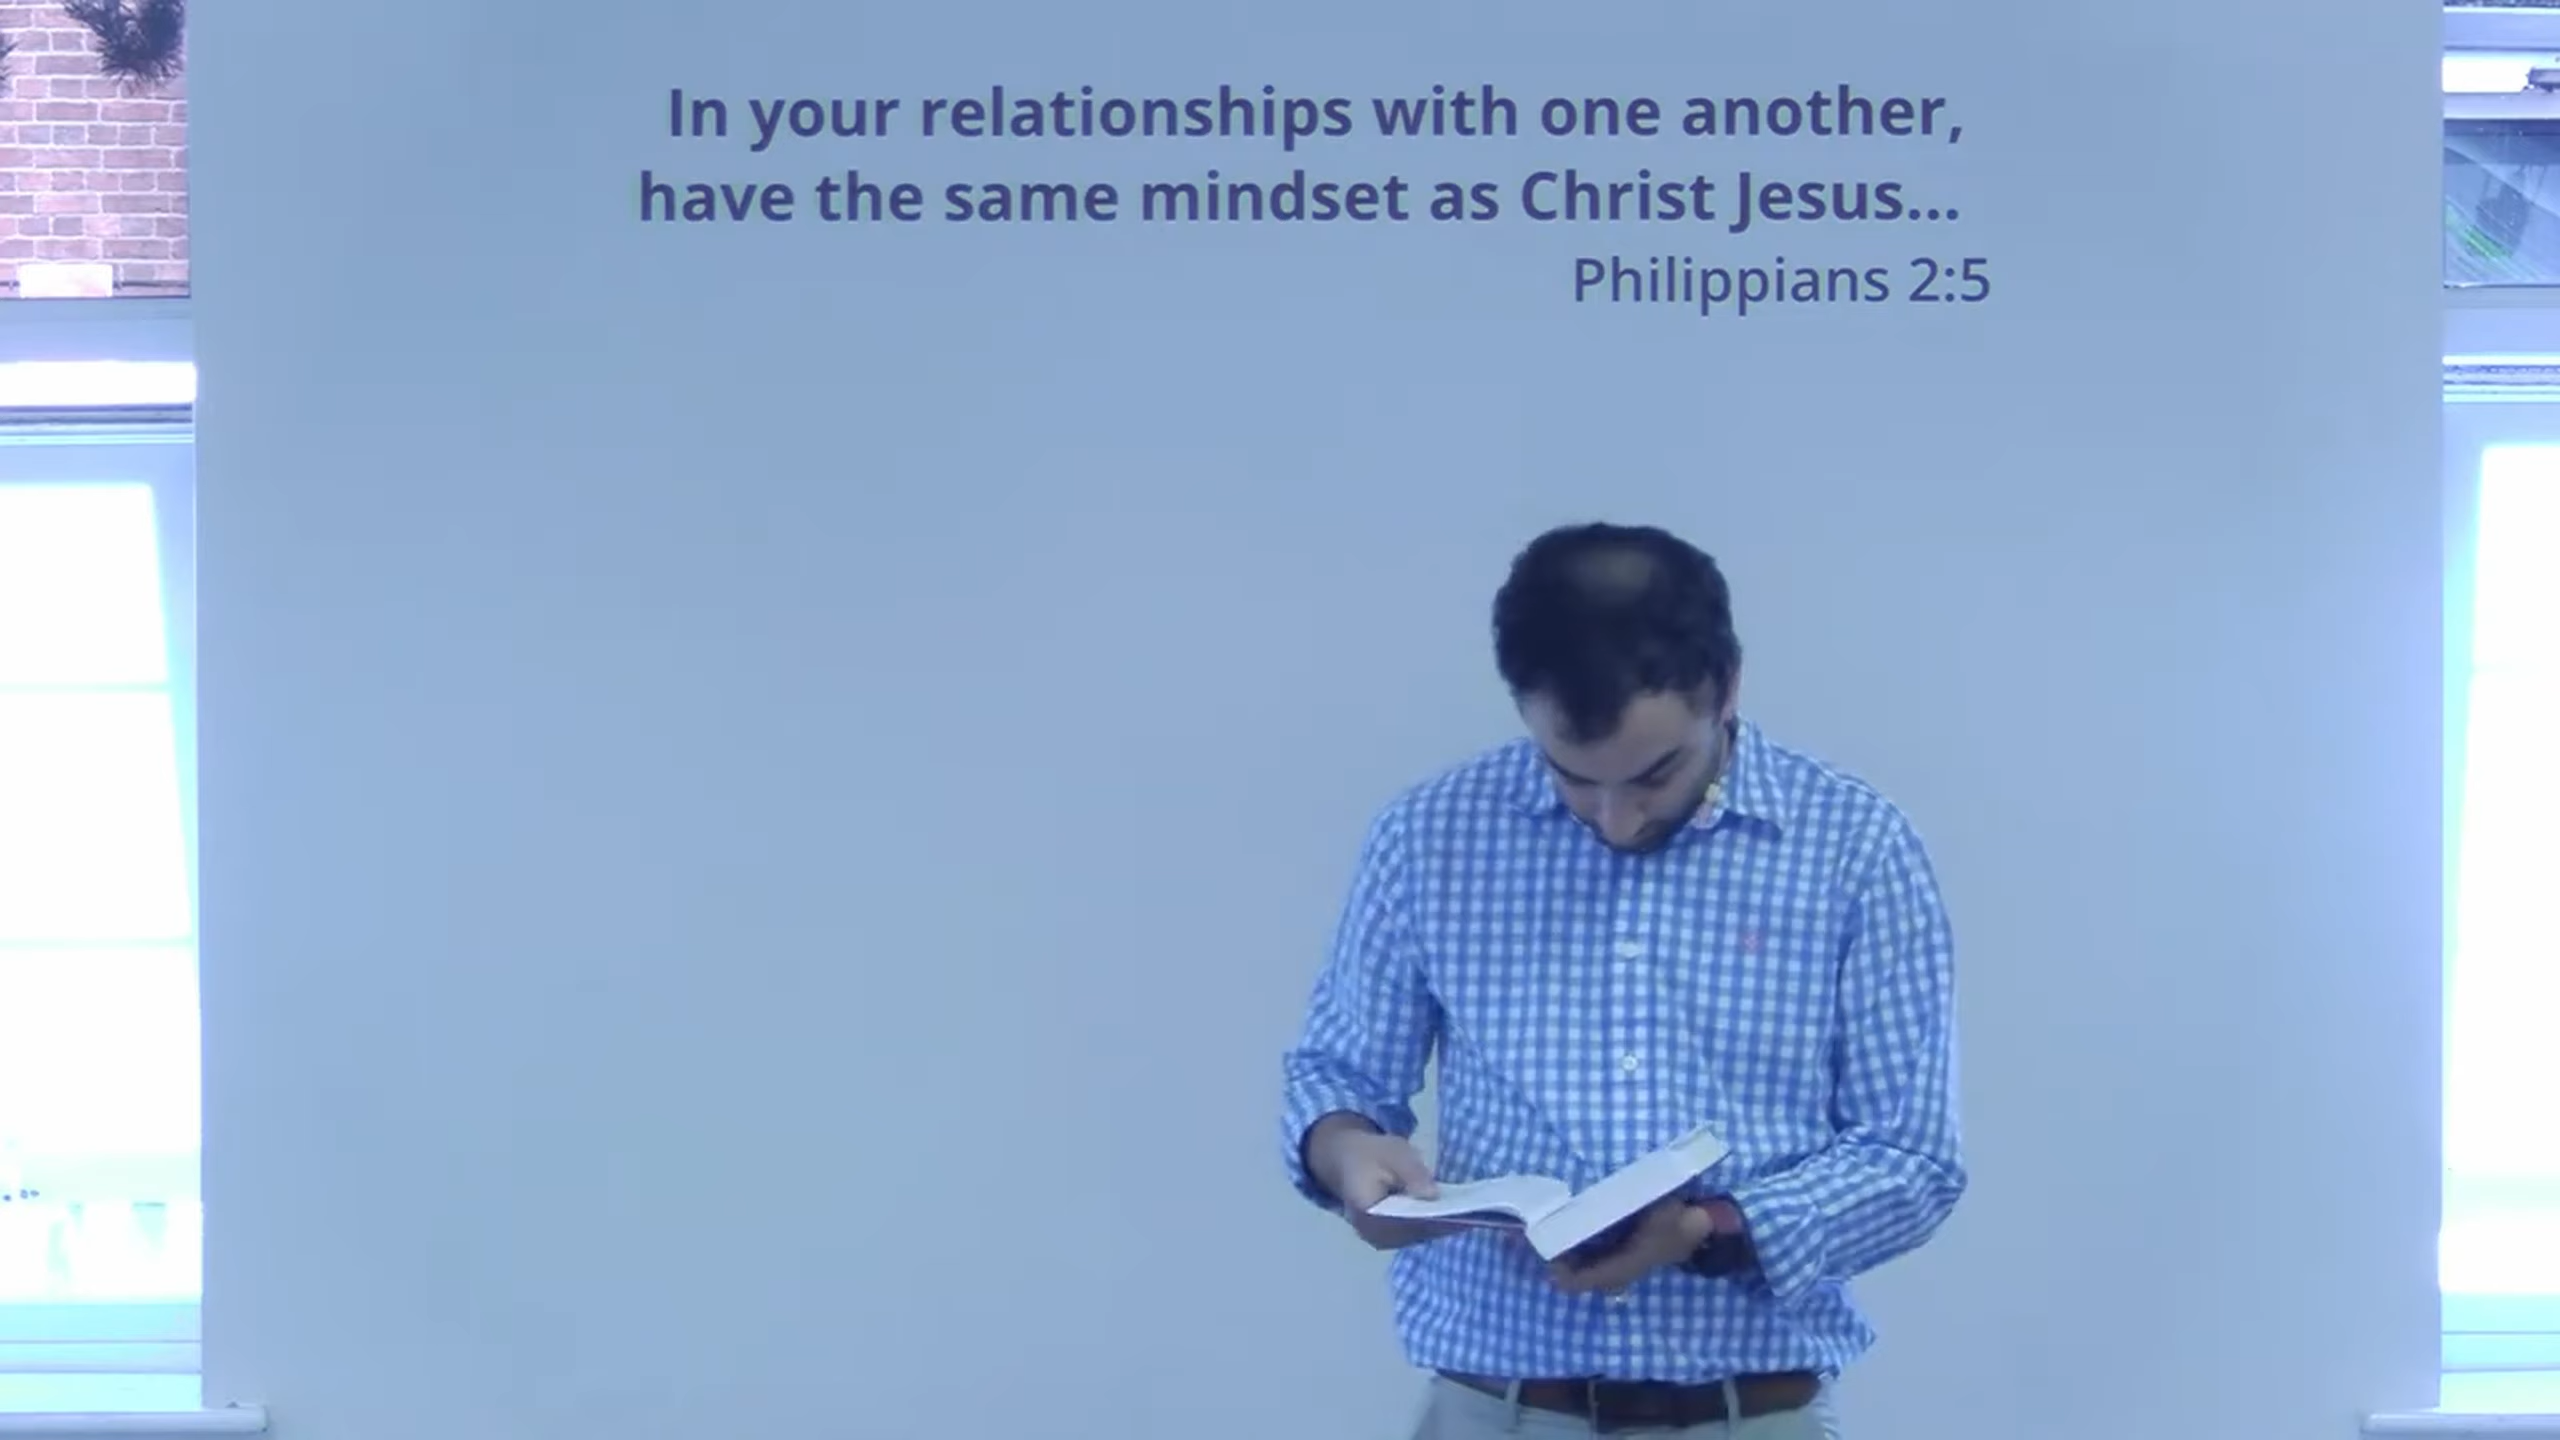 In your relationships with one another,
have the same mindset as Christ Jesus...
Philippians 2:5